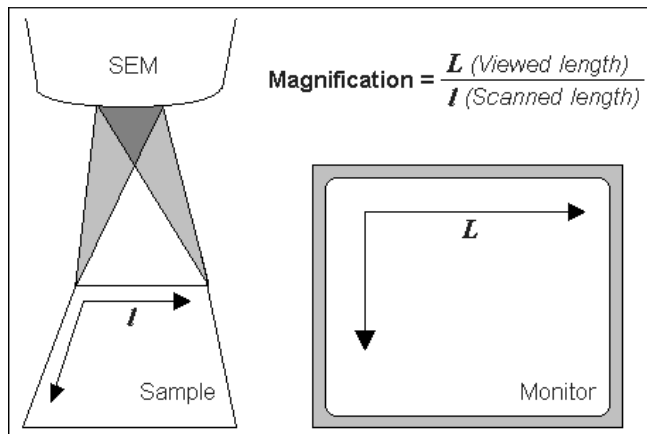 SEM
Magnification = L (Viewed length)
l (Scanned length)
L
l
Sample
Monitor